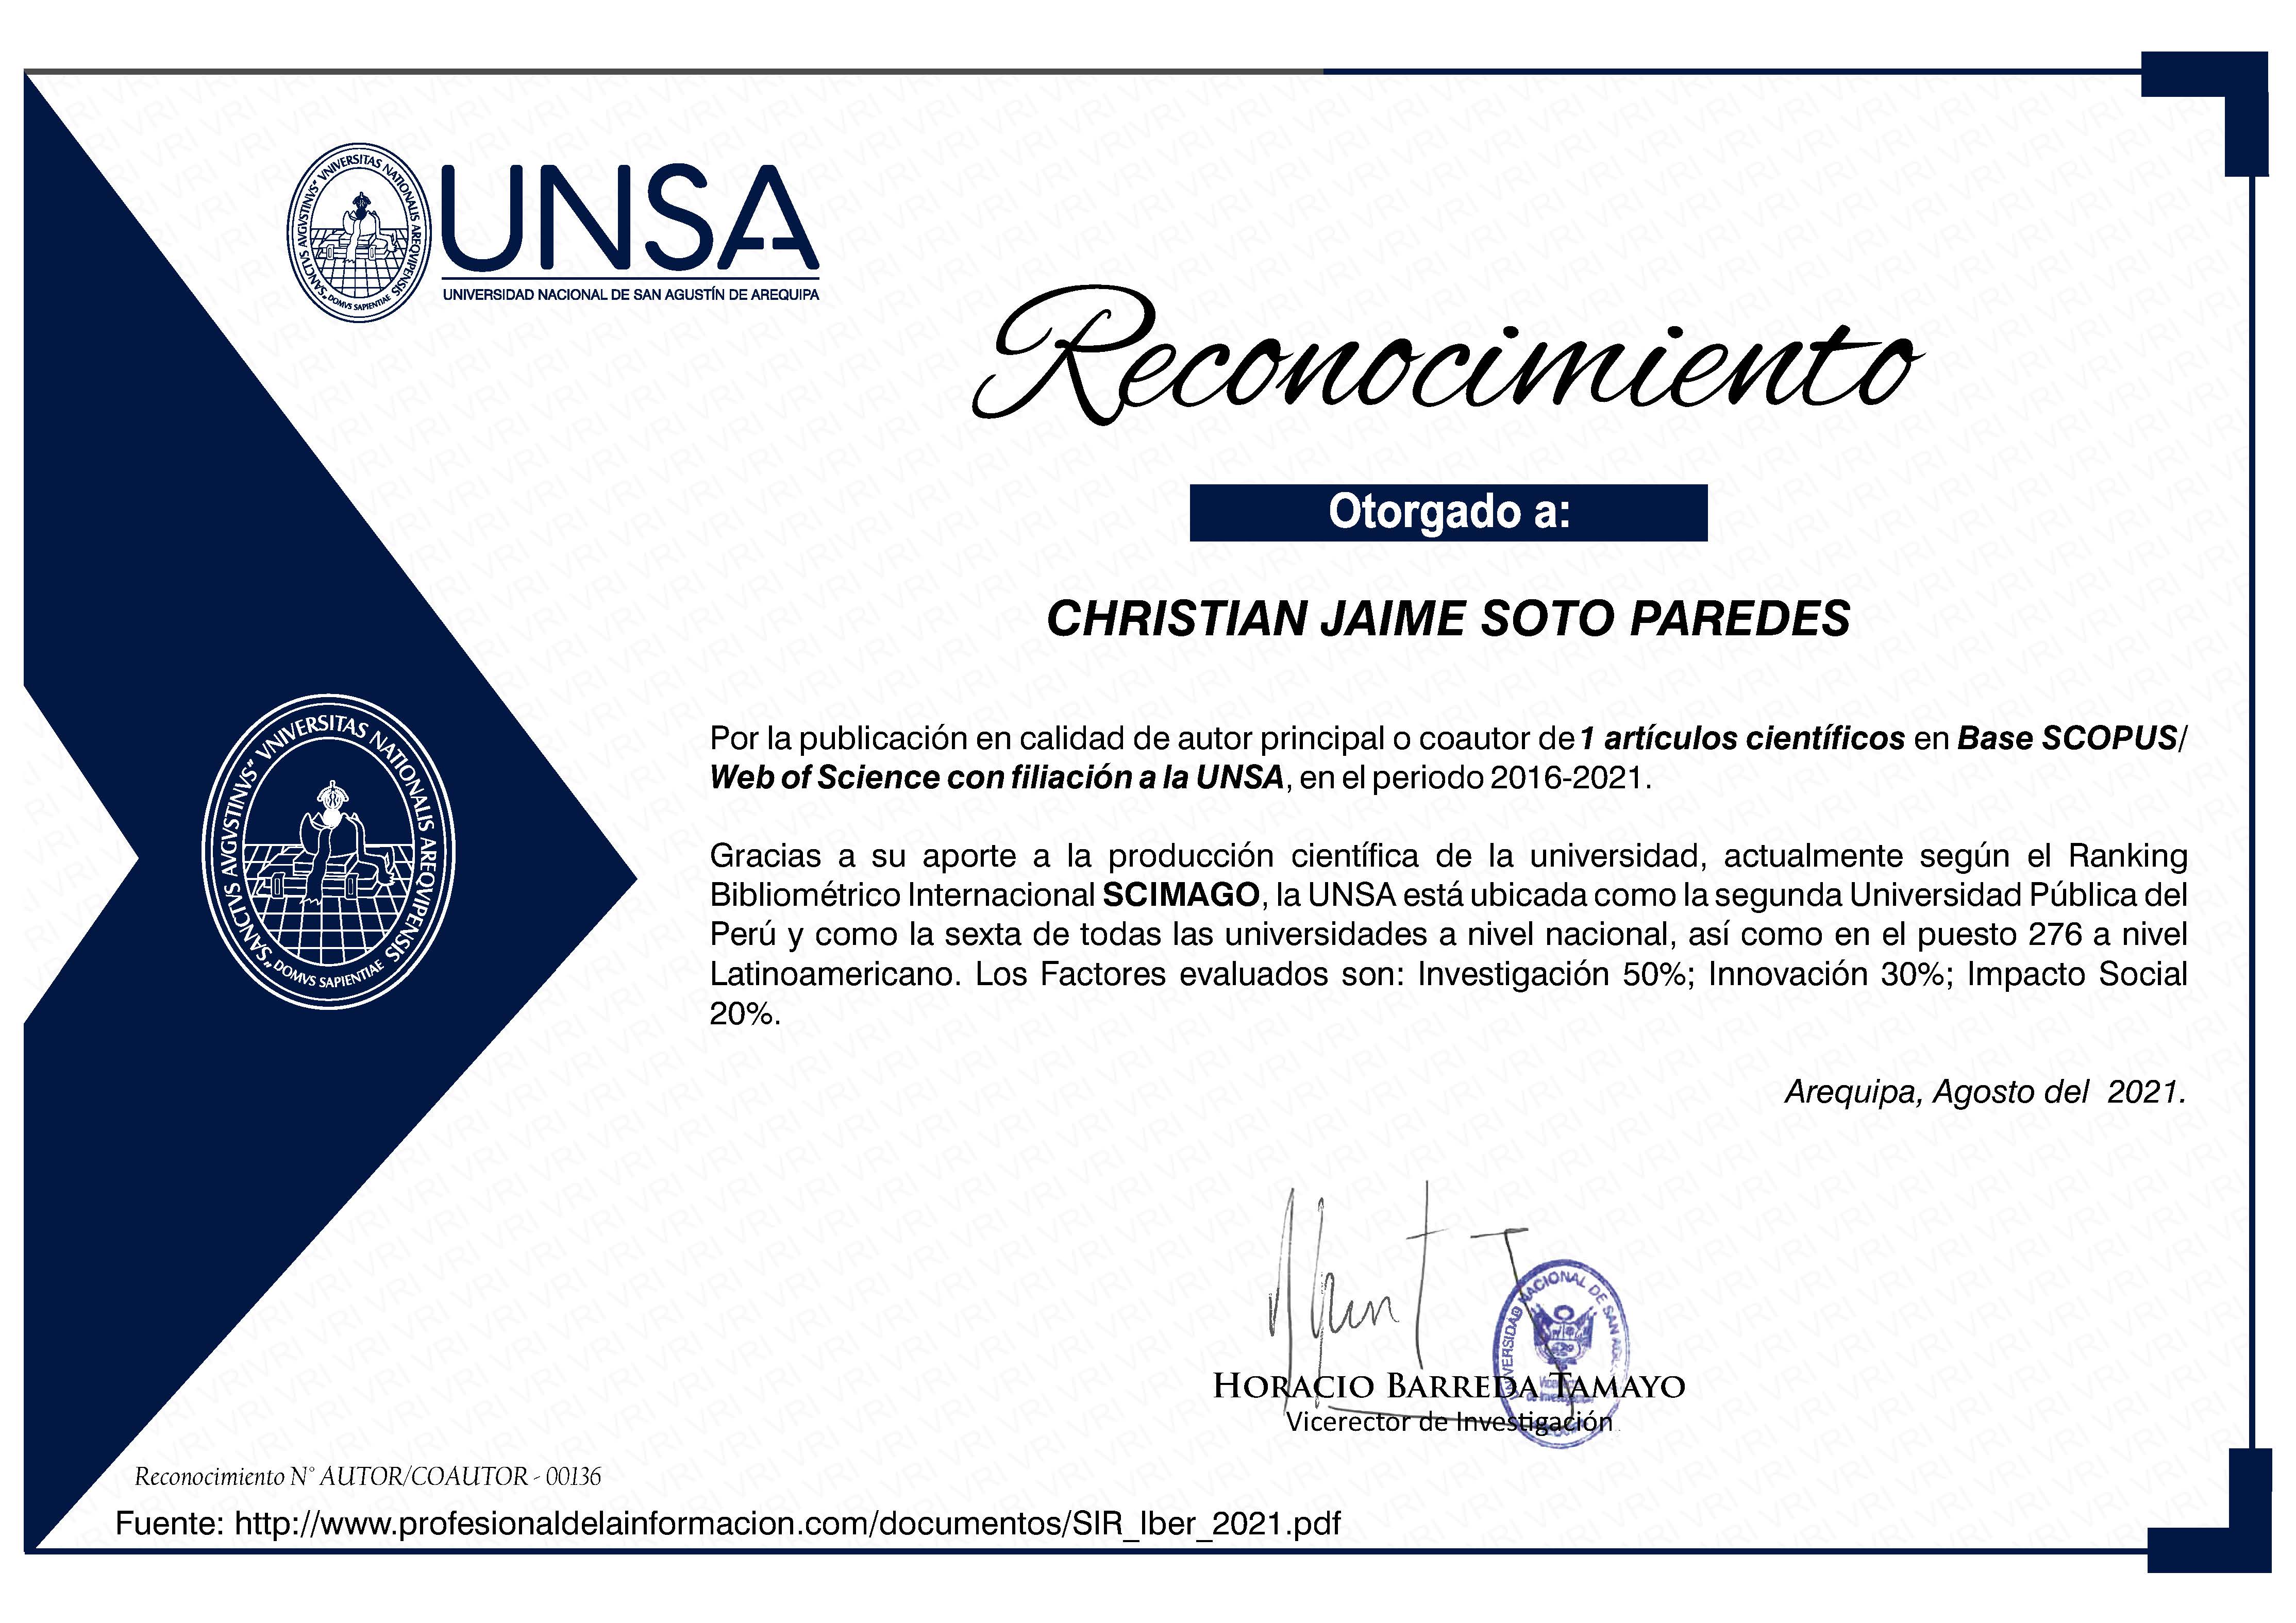 SANCTVS AVGVSTINVS" VNIVERSITAS NATIONALIS AREQVIPENSIS
DOMVS SAPIENTIAE
UNSA
UNIVERSIDAD NACIONAL DE SAN AGUSTÍN DE AREQUIPA
Reconocimiento
Otorgado a:
CHRISTIAN JAIME SOTO PAREDES
SANCTVS AVGVSTINVS" VNIVERSITAS NATIONALIS AREQVIPENSIS
DOMVS SAPIENTIAE
Por la publicación en calidad de autor principal o coautor de 1 artículos científicos en Base SCOPUS/
Web of Science con filiación a la UNSA, en el periodo 2016-2021.
Gracias a su aporte a la producción científica de la universidad, actualmente según el Ranking
Bibliométrico Internacional SCIMAGO, la UNSA está ubicada como la segunda Universidad Pública del
Perú y como la sexta de todas las universidades a nivel nacional, así como en el puesto 276 a nivel
Latinoamericano. Los Factores evaluados son: Investigación 50%; Innovación 30%; Impacto Social
20%.
Arequipa, Agosto del 2021.
UNIVERSIDAD NACIONAL DE SAN
HORACIO BARREDA TAMAYO
Vicerector de Investigación
Reconocimiento N° AUTOR/COAUTOR - 00136
Fuente: http://www.profesionaldelainformacion.com/documentos/SIR_Iber_2021.pdf